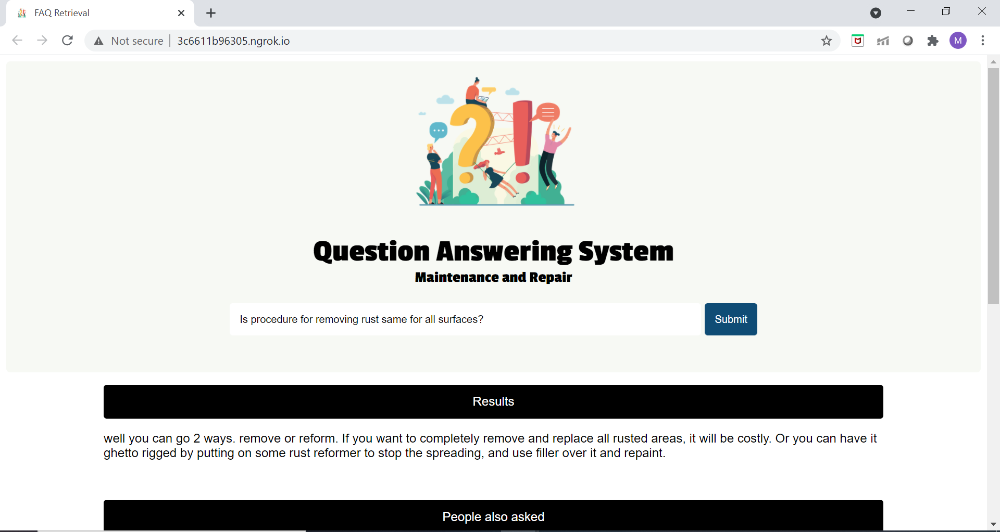 FAQ Retrieval
Not secure
3c6611b96305.ngrok.io
M
Question Answering System
Maintenance and Repair
Is procedure for removing rust same for all surfaces?
Submit
Results
well you can go 2 ways. remove or reform. If you want to completely remove and replace all rusted areas, it will be costly. Or you can have it
ghetto rigged by putting on some rust reformer to stop the spreading, and use filler over it and repaint.
People also asked